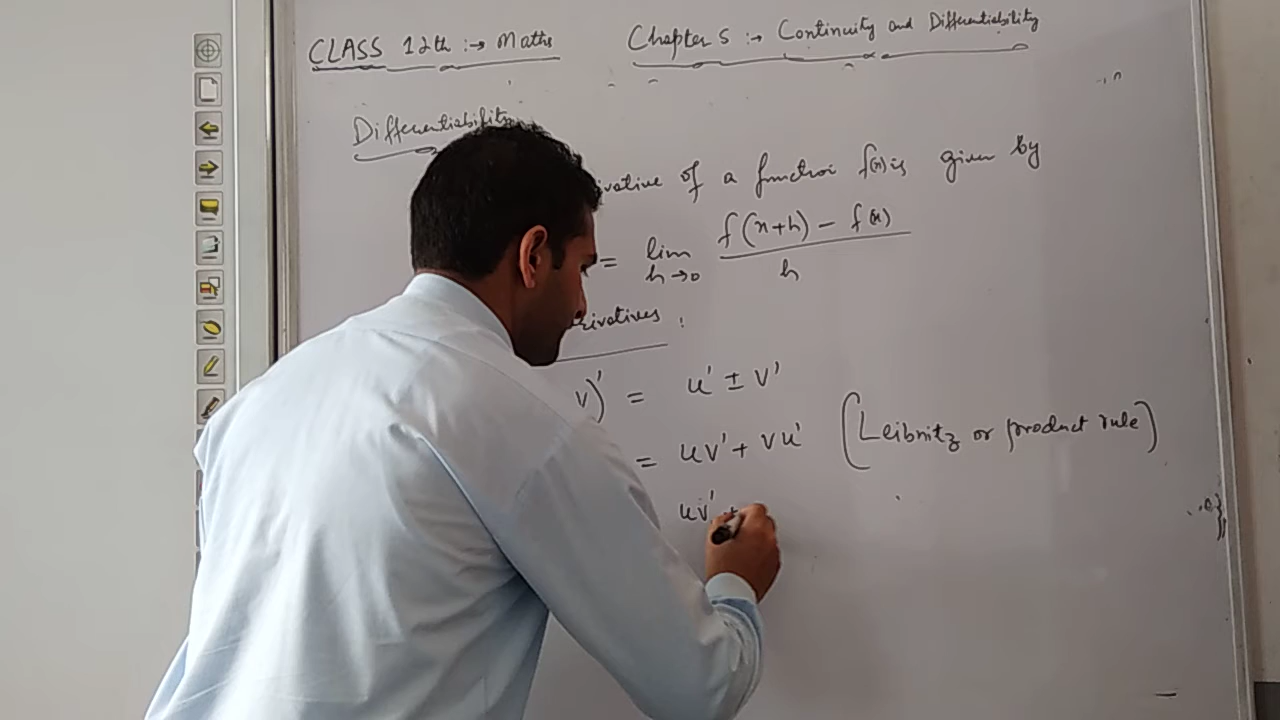 CLASS 12th :→ Maths Chapter 5 :→ Continuity and Differentiability
Differentiability
ivative of a function f(x) is given by
= lim h→0 f(x+h) − f(x) / h
rivatives :
v)' = u' ± v'
= uv' + vu' (Leibnitz or product rule)
uv' +